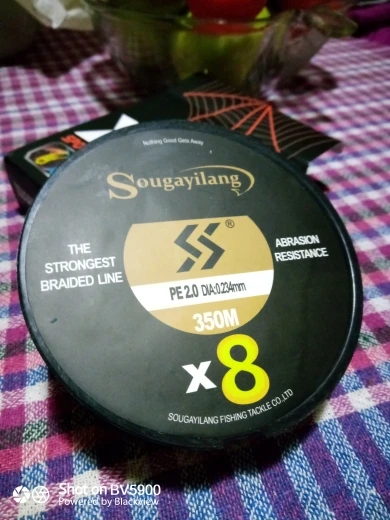 Nothing Grout Gets Away
Sougayilang
®
THE
STRONGEST
BRAIDED LINE
ABRASION
RESISTANCE
PE 2.0 DIA:0.234mm
350M
x8
SOUGAYILANG FISHING TACKLE CO.,LTD
Shot on BV5900
Powered by Blackview